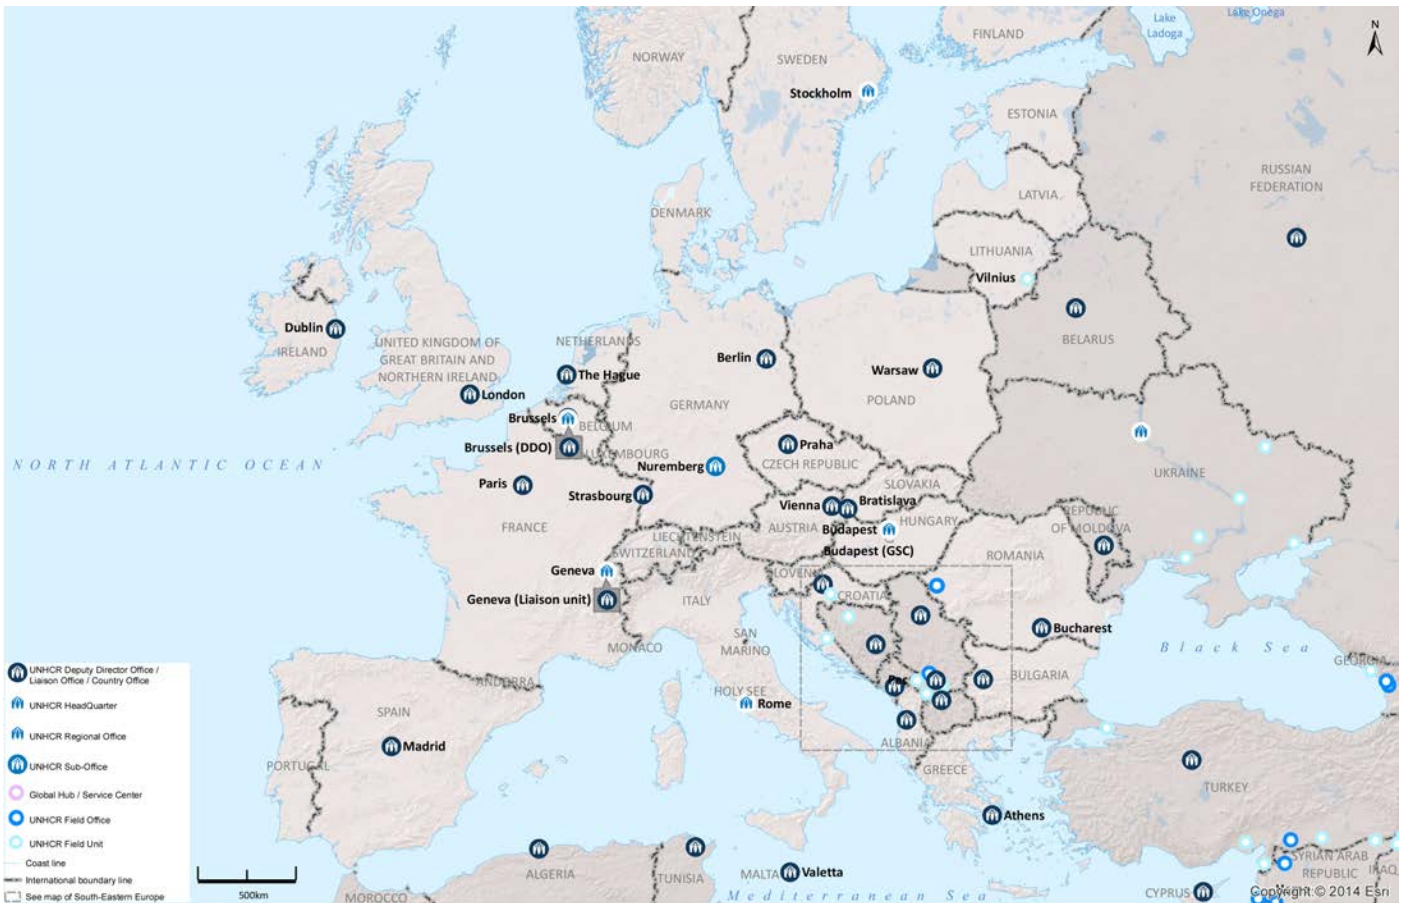 Lake Onega
Lake
Ladoga
N
FINLAND
NORWAY
SWEDEN
Stockholm
ESTONIA
RUSSIAN
FEDERATION
LATVIA
DENMARK
LITHUANIA
Vilnius
Dublin
IRELAND
UNITED KINGDOM OF
GREAT BRITAIN AND
NORTHERN IRELAND
NETHERLANDS
BELARUS
Berlin
Warsaw
The Hague
London
POLAND
GERMANY
Brussels
BELGIUM
Brussels (DDO)
LUXEMBOURG
Praha
CZECH REPUBLIC
NORTH ATLANTIC OCEAN
Nuremberg
UKRAINE
Paris
Strasbourg
SLOVAKIA
Vienna
Bratislava
REPUBLIC
OF MOLDOVA
FRANCE
AUSTRIA
Budapest
HUNGARY
LIECHTENSTEIN
SWITZERLAND
Budapest (GSC)
ROMANIA
Geneva
SLOVENIA
CROATIA
Geneva (Liaison unit)
ITALY
Bucharest
SAN
MARINO
MONACO
Black Sea
GEORGIA
UNHCR Deputy Director Office /
Liaison Office / Country Office
ANDORRA
BULGARIA
HOLY SEE
Rome
UNHCR HeadQuarter
SPAIN
UNHCR Regional Office
Madrid
ALBANIA
UNHCR Sub-Office
PORTUGAL
GREECE
TURKEY
Global Hub / Service Center
UNHCR Field Office
Athens
UNHCR Field Unit
Coast line
International boundary line
See map of South-Eastern Europe
500km
MOROCCO
ALGERIA
TUNISIA
MALTA
Valetta
Mediterranean Sea
SYRIAN ARAB
REPUBLIC
IRAQ
CYPRUS
Copyright:© 2014 Esri